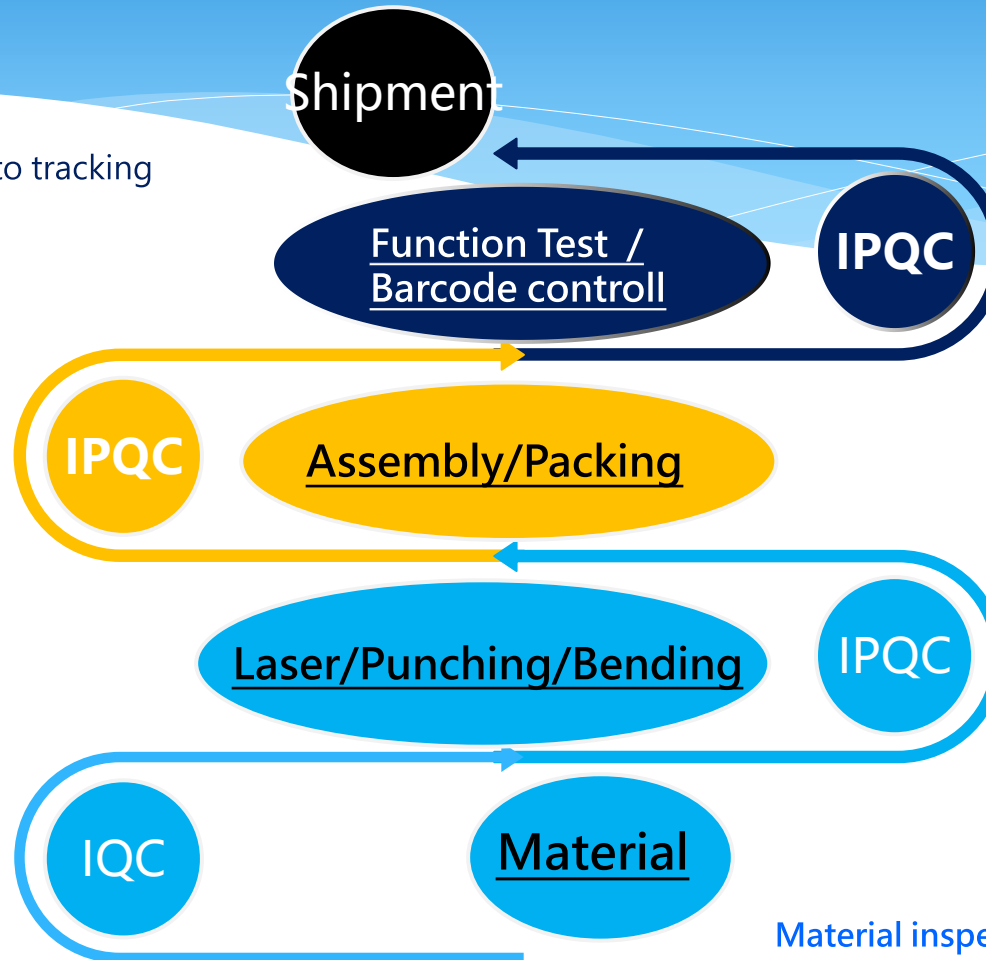 Shipment
to tracking
Function Test /
Barcode controll
IPQC
IPQC
Assembly/Packing
Laser/Punching/Bending
IPQC
IQC
Material
Material inspe